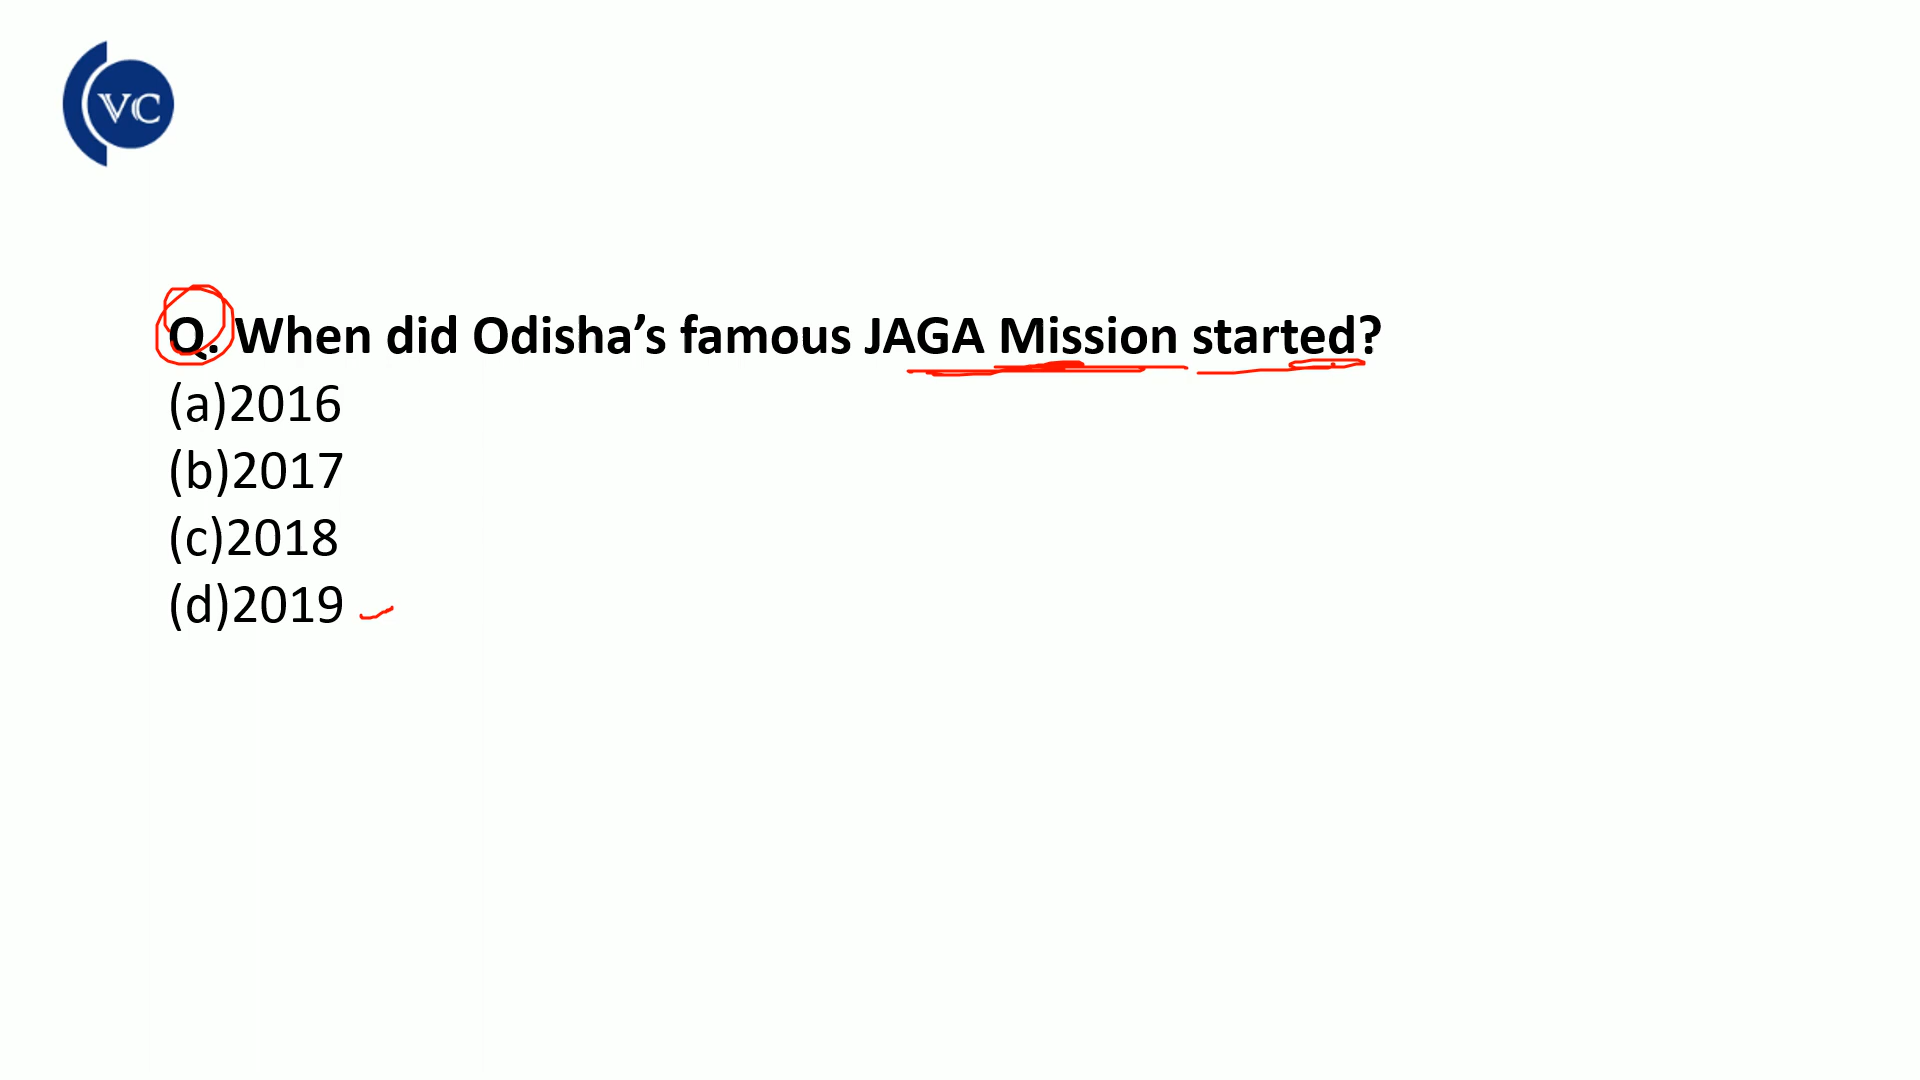 VC
Q. When did Odisha’s famous JAGA Mission started?
(a)2016
(b)2017
(c)2018
(d)2019